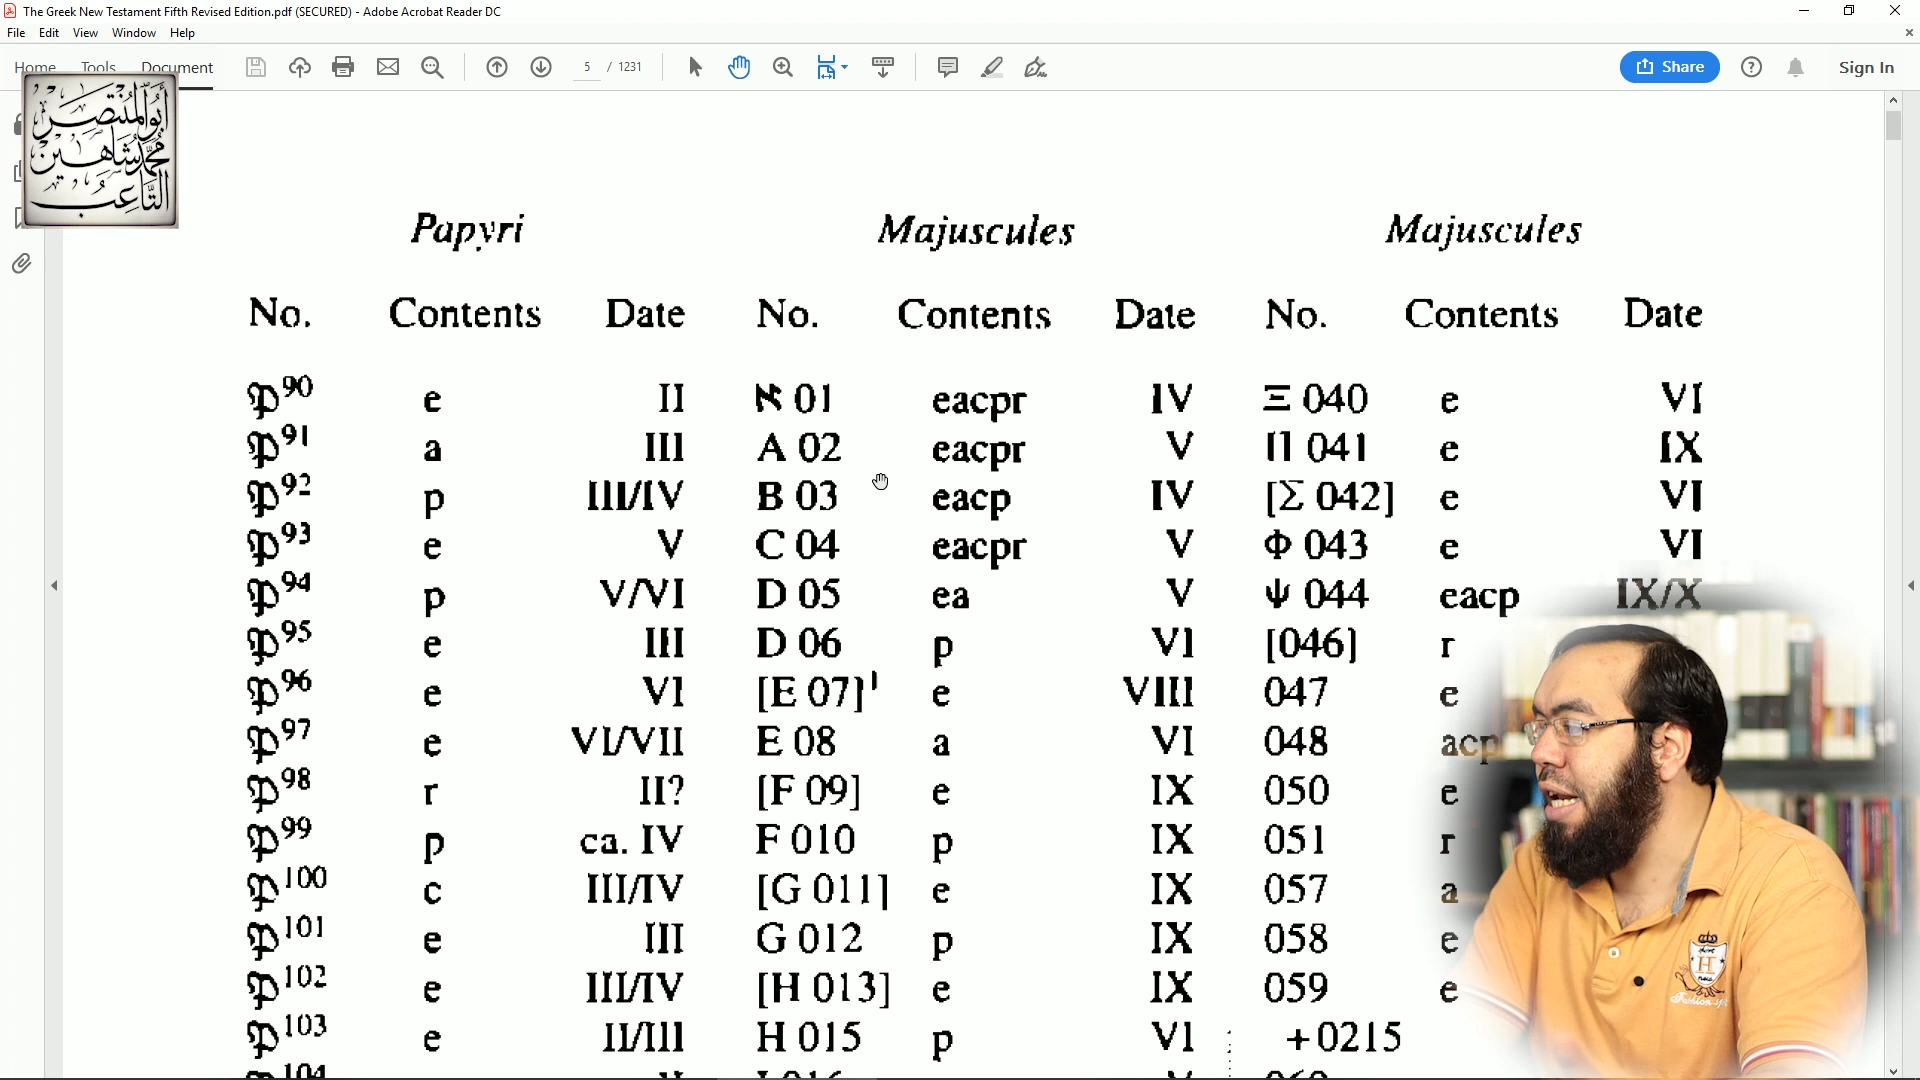 The Greek New Testament Fifth Revised Edition.pdf (SECURED) - Adobe Acrobat Reader DC
File Edit View Window Help
Home Tools Document 5 / 1231 Share Sign In
أبو المنتصر
محمد شاهين
التاعب
Papyri Majuscules Majuscules
No. Contents Date No. Contents Date No. Contents Date
𝔓90 e II ℵ 01 eacpr IV Ξ 040 e VI
𝔓91 a III A 02 eacpr V Π 041 e IX
𝔓92 p III/IV B 03 eacp IV [Σ 042] e VI
𝔓93 e V C 04 eacpr V Φ 043 e VI
𝔓94 p V/VI D 05 ea V Ψ 044 eacp IX/X
𝔓95 e III D 06 p VI [046] r
𝔓96 e VI [E 07]1 e VIII 047 e
𝔓97 e VI/VII E 08 a VI 048 acp
𝔓98 r II? [F 09] e IX 050 e
𝔓99 p ca. IV F 010 p IX 051 r
𝔓100 c III/IV [G 011] e IX 057 a
𝔓101 e III G 012 p IX 058 e
𝔓102 e III/IV [H 013] e IX 059 e
𝔓103 e II/III H 015 p VI +0215
H